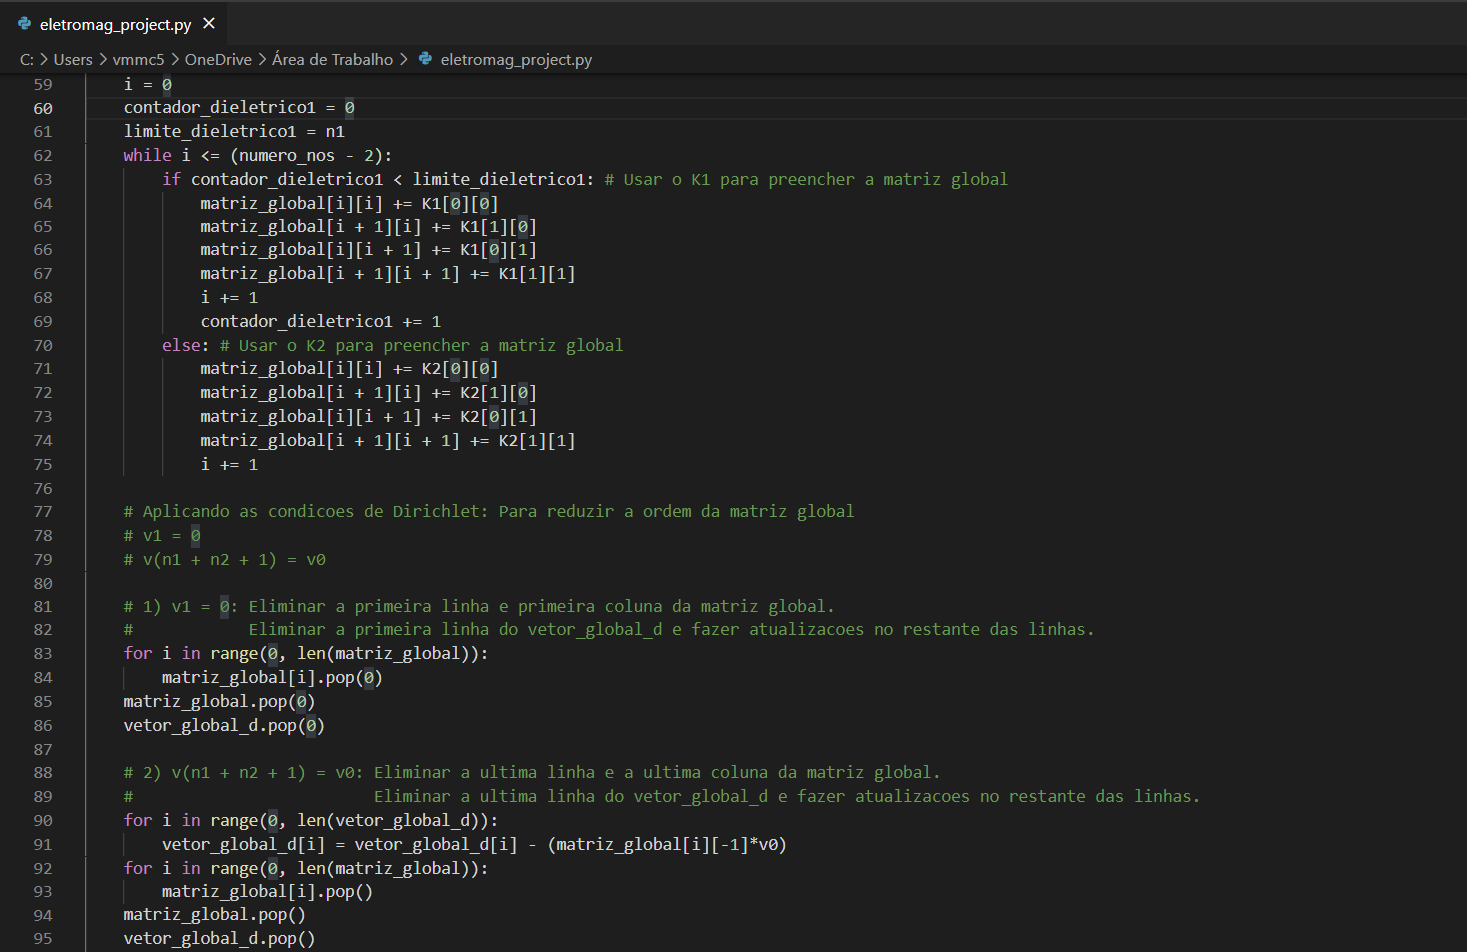 eletromag_project.py ✕
C: > Users > vmmc5 > OneDrive > Área de Trabalho > eletromag_project.py
59 i = 0
60 contador_dieletrico1 = 0
61 limite_dieletrico1 = n1
62 while i <= (numero_nos - 2):
63 if contador_dieletrico1 < limite_dieletrico1: # Usar o K1 para preencher a matriz global
64 matriz_global[i][i] += K1[0][0]
65 matriz_global[i + 1][i] += K1[1][0]
66 matriz_global[i][i + 1] += K1[0][1]
67 matriz_global[i + 1][i + 1] += K1[1][1]
68 i += 1
69 contador_dieletrico1 += 1
70 else: # Usar o K2 para preencher a matriz global
71 matriz_global[i][i] += K2[0][0]
72 matriz_global[i + 1][i] += K2[1][0]
73 matriz_global[i][i + 1] += K2[0][1]
74 matriz_global[i + 1][i + 1] += K2[1][1]
75 i += 1
76
77 # Aplicando as condicoes de Dirichlet: Para reduzir a ordem da matriz global
78 # v1 = 0
79 # v(n1 + n2 + 1) = v0
80
81 # 1) v1 = 0: Eliminar a primeira linha e primeira coluna da matriz global.
82 # Eliminar a primeira linha do vetor_global_d e fazer atualizacoes no restante das linhas.
83 for i in range(0, len(matriz_global)):
84 matriz_global[i].pop(0)
85 matriz_global.pop(0)
86 vetor_global_d.pop(0)
87
88 # 2) v(n1 + n2 + 1) = v0: Eliminar a ultima linha e a ultima coluna da matriz global.
89 # Eliminar a ultima linha do vetor_global_d e fazer atualizacoes no restante das linhas.
90 for i in range(0, len(vetor_global_d)):
91 vetor_global_d[i] = vetor_global_d[i] - (matriz_global[i][-1]*v0)
92 for i in range(0, len(matriz_global)):
93 matriz_global[i].pop()
94 matriz_global.pop()
95 vetor_global_d.pop()